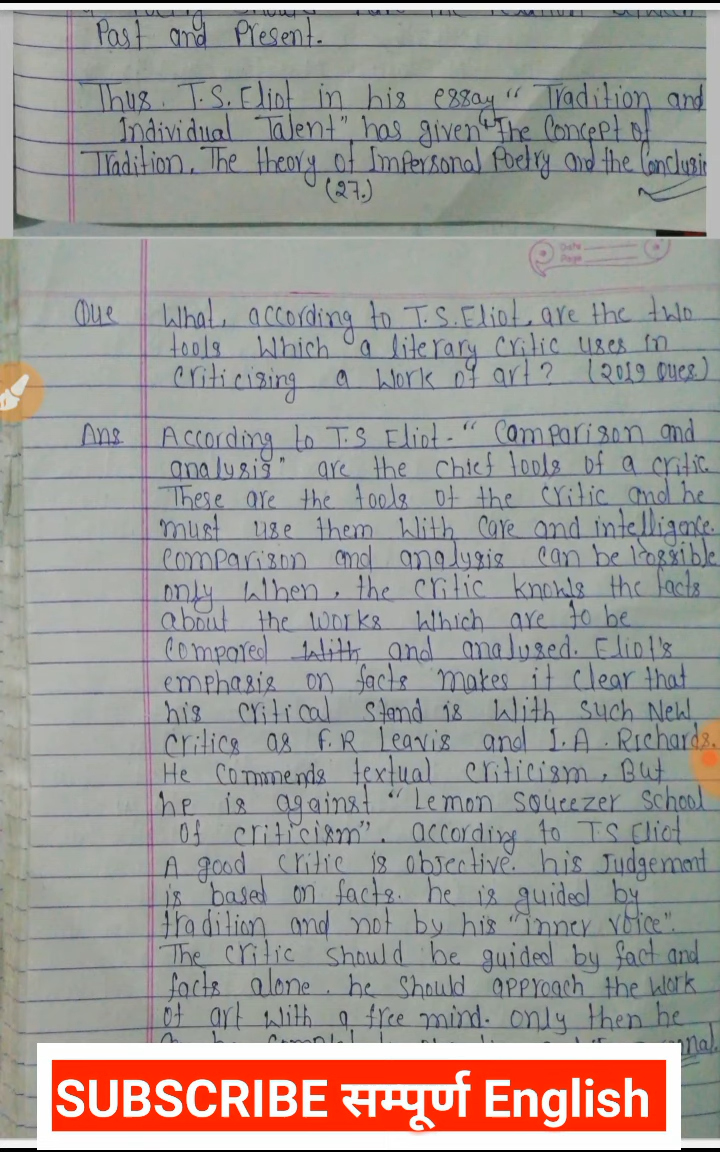 Past and Present.
Thus. T.S. Eliot in his essay " Tradition and
Individual Talent" has given the Concept of
Tradition. The theory of Impersonal Poetry and the Conclusio
(27.)
Date
Page
Que What, according to T.S. Eliot, are the two
tools Which a literary Critic uses in
Criticising a Work of art? (2019 Ques)
Ans According to T.S Eliot - " Comparison and
analysis" are the chief tools of a critic.
These are the tools of the critic and he
must use them with care and intelligence.
Comparison and analysis can be Possible
only When, the critic knows the facts
about the works Which are to be
Compared with and analysed. Eliot's
emphasis on facts makes it clear that
his critical stand is With such New
Critics as F.R Leavis and I.A. Richards.
He Commends textual criticism, But
he is against " Lemon Squeezer School
of criticism". according to T.S Eliot
A good critic is objective. his Judgement
is based on facts. he is guided by
tradition and not by his "inner voice".
The critic should be guided by fact and
facts alone. he should approach the Work
of art with a free mind. only then he
SUBSCRIBE सम्पूर्ण English